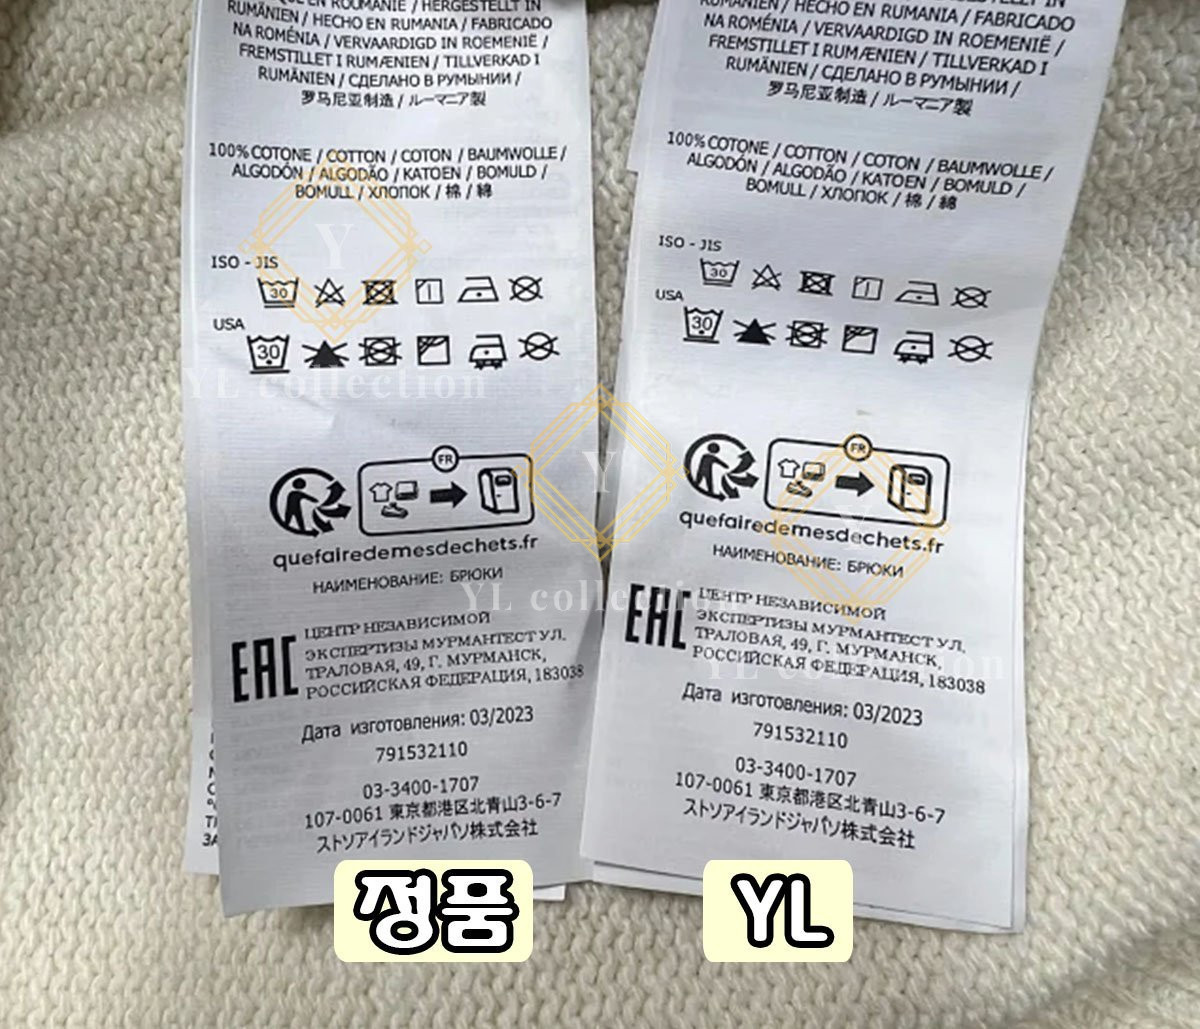 RUMÄNIEN / HECHO EN RUMANIA / FABRICADO
NA ROMÉNIA / VERVAARDIGD IN ROEMENIË /
FREMSTILLET I RUMÆNIEN / TILLVERKAD I
RUMÄNIEN / СДЕЛАНО В РУМЫНИИ /
罗马尼亚制造 / ルーマニア製
100% COTONE / COTTON / COTON / BAUMWOLLE /
ALGODÓN / ALGODÃO / KATOEN / BOMULD /
BOMULL / ХЛОПОК / 棉 / 綿
ISO - JIS
30
USA
30
FR
quefairedemesdechets.fr
НАИМЕНОВАНИЕ: БРЮКИ
EAC
ЦЕНТР НЕЗАВИСИМОЙ
ЭКСПЕРТИЗЫ МУРМАНТЕСТ УЛ.
ТРАЛОВАЯ, 49, Г. МУРМАНСК,
РОССИЙСКАЯ ФЕДЕРАЦИЯ, 183038
Дата изготовления: 03/2023
791532110
03-3400-1707
107-0061 東京都港区北青山3-6-7
ストソアイランドジャパソ株式会社
정품
RUMÄNIEN / HECHO EN RUMANIA / FABRICADO
NA ROMÉNIA / VERVAARDIGD IN ROEMENIË /
FREMSTILLET I RUMÆNIEN / TILLVERKAD I
RUMÄNIEN / СДЕЛАНО В РУМЫНИИ /
罗马尼亚制造 / ルーマニア製
100% COTONE / COTTON / COTON / BAUMWOLLE /
ALGODÓN / ALGODÃO / KATOEN / BOMULD /
BOMULL / ХЛОПОК / 棉 / 綿
ISO - JIS
30
USA
30
FR
quefairedemesdechets.fr
НАИМЕНОВАНИЕ: БРЮКИ
EAC
ЦЕНТР НЕЗАВИСИМОЙ
ЭКСПЕРТИЗЫ МУРМАНТЕСТ УЛ.
ТРАЛОВАЯ, 49, Г. МУРМАНСК,
РОССИЙСКАЯ ФЕДЕРАЦИЯ, 183038
Дата изготовления: 03/2023
791532110
03-3400-1707
107-0061 東京都港区北青山3-6-7
ストソアイランドジャパソ株式会社
YL
Y
YL collection
Y
YL collection
Y
YL collection